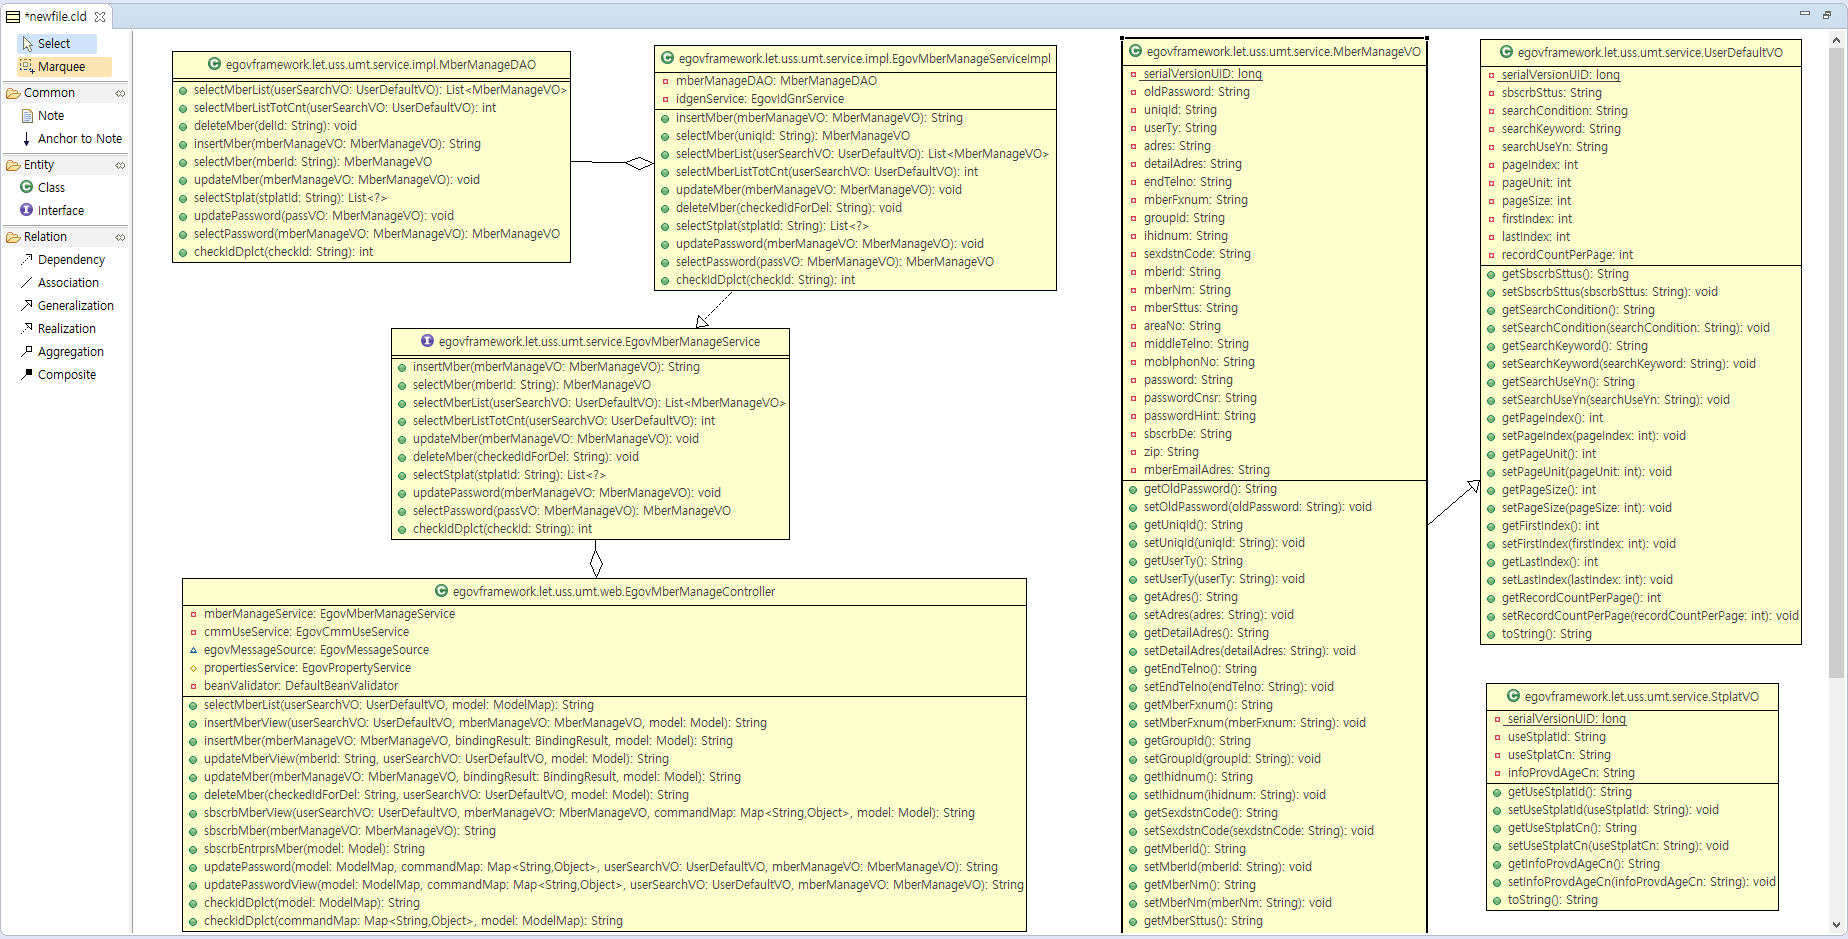 *newfile.cld
Select
Marquee
Common
Note
Anchor to Note
Entity
Class
Interface
Relation
Dependency
Association
Generalization
Realization
Aggregation
Composite
egovframework.let.uss.umt.service.impl.MberManageDAO
selectMberList(userSearchVO: UserDefaultVO): List<MberManageVO>
selectMberListTotCnt(userSearchVO: UserDefaultVO): int
deleteMber(delId: String): void
insertMber(mberManageVO: MberManageVO): String
selectMber(mberId: String): MberManageVO
updateMber(mberManageVO: MberManageVO): void
selectStplat(stplatId: String): List<?>
updatePassword(passVO: MberManageVO): void
selectPassword(mberManageVO: MberManageVO): MberManageVO
checkIdDplct(checkId: String): int
egovframework.let.uss.umt.service.impl.EgovMberManageServiceImpl
mberManageDAO: MberManageDAO
idgenService: EgovIdGnrService
insertMber(mberManageVO: MberManageVO): String
selectMber(uniqId: String): MberManageVO
selectMberList(userSearchVO: UserDefaultVO): List<MberManageVO>
selectMberListTotCnt(userSearchVO: UserDefaultVO): int
updateMber(mberManageVO: MberManageVO): void
deleteMber(checkedIdForDel: String): void
selectStplat(stplatId: String): List<?>
updatePassword(mberManageVO: MberManageVO): void
selectPassword(passVO: MberManageVO): MberManageVO
checkIdDplct(checkId: String): int
egovframework.let.uss.umt.service.EgovMberManageService
insertMber(mberManageVO: MberManageVO): String
selectMber(mberId: String): MberManageVO
selectMberList(userSearchVO: UserDefaultVO): List<MberManageVO>
selectMberListTotCnt(userSearchVO: UserDefaultVO): int
updateMber(mberManageVO: MberManageVO): void
deleteMber(checkedIdForDel: String): void
selectStplat(stplatId: String): List<?>
updatePassword(mberManageVO: MberManageVO): void
selectPassword(passVO: MberManageVO): MberManageVO
checkIdDplct(checkId: String): int
egovframework.let.uss.umt.web.EgovMberManageController
mberManageService: EgovMberManageService
cmmUseService: EgovCmmUseService
egovMessageSource: EgovMessageSource
propertiesService: EgovPropertyService
beanValidator: DefaultBeanValidator
selectMberList(userSearchVO: UserDefaultVO, model: ModelMap): String
insertMberView(userSearchVO: UserDefaultVO, mberManageVO: MberManageVO, model: Model): String
insertMber(mberManageVO: MberManageVO, bindingResult: BindingResult, model: Model): String
updateMberView(mberId: String, userSearchVO: UserDefaultVO, model: Model): String
updateMber(mberManageVO: MberManageVO, bindingResult: BindingResult, model: Model): String
deleteMber(checkedIdForDel: String, userSearchVO: UserDefaultVO, model: Model): String
sbscrbMberView(userSearchVO: UserDefaultVO, mberManageVO: MberManageVO, commandMap: Map<String,Object>, model: Model): String
sbscrbMber(mberManageVO: MberManageVO): String
sbscrbEntrprsMber(model: Model): String
updatePassword(model: ModelMap, commandMap: Map<String,Object>, userSearchVO: UserDefaultVO, mberManageVO: MberManageVO): String
updatePasswordView(model: ModelMap, commandMap: Map<String,Object>, userSearchVO: UserDefaultVO, mberManageVO: MberManageVO): String
checkIdDplct(model: ModelMap): String
checkIdDplct(commandMap: Map<String,Object>, model: ModelMap): String
egovframework.let.uss.umt.service.MberManageVO
serialVersionUID: long
oldPassword: String
uniqId: String
userTy: String
adres: String
detailAdres: String
endTelno: String
mberFxnum: String
groupId: String
ihidnum: String
sexdstnCode: String
mberId: String
mberNm: String
mberSttus: String
areaNo: String
middleTelno: String
moblphonNo: String
password: String
passwordCnsr: String
passwordHint: String
sbscrbDe: String
zip: String
mberEmailAdres: String
getOldPassword(): String
setOldPassword(oldPassword: String): void
getUniqId(): String
setUniqId(uniqId: String): void
getUserTy(): String
setUserTy(userTy: String): void
getAdres(): String
setAdres(adres: String): void
getDetailAdres(): String
setDetailAdres(detailAdres: String): void
getEndTelno(): String
setEndTelno(endTelno: String): void
getMberFxnum(): String
setMberFxnum(mberFxnum: String): void
getGroupId(): String
setGroupId(groupId: String): void
getIhidnum(): String
setIhidnum(ihidnum: String): void
getSexdstnCode(): String
setSexdstnCode(sexdstnCode: String): void
getMberId(): String
setMberId(mberId: String): void
getMberNm(): String
setMberNm(mberNm: String): void
getMberSttus(): String
egovframework.let.uss.umt.service.UserDefaultVO
serialVersionUID: long
sbscrbSttus: String
searchCondition: String
searchKeyword: String
searchUseYn: String
pageIndex: int
pageUnit: int
pageSize: int
firstIndex: int
lastIndex: int
recordCountPerPage: int
getSbscrbSttus(): String
setSbscrbSttus(sbscrbSttus: String): void
getSearchCondition(): String
setSearchCondition(searchCondition: String): void
getSearchKeyword(): String
setSearchKeyword(searchKeyword: String): void
getSearchUseYn(): String
setSearchUseYn(searchUseYn: String): void
getPageIndex(): int
setPageIndex(pageIndex: int): void
getPageUnit(): int
setPageUnit(pageUnit: int): void
getPageSize(): int
setPageSize(pageSize: int): void
getFirstIndex(): int
setFirstIndex(firstIndex: int): void
getLastIndex(): int
setLastIndex(lastIndex: int): void
getRecordCountPerPage(): int
setRecordCountPerPage(recordCountPerPage: int): void
toString(): String
egovframework.let.uss.umt.service.StplatVO
serialVersionUID: long
useStplatId: String
useStplatCn: String
infoProvdAgeCn: String
getUseStplatId(): String
setUseStplatId(useStplatId: String): void
getUseStplatCn(): String
setUseStplatCn(useStplatCn: String): void
getInfoProvdAgeCn(): String
setInfoProvdAgeCn(infoProvdAgeCn: String): void
toString(): String